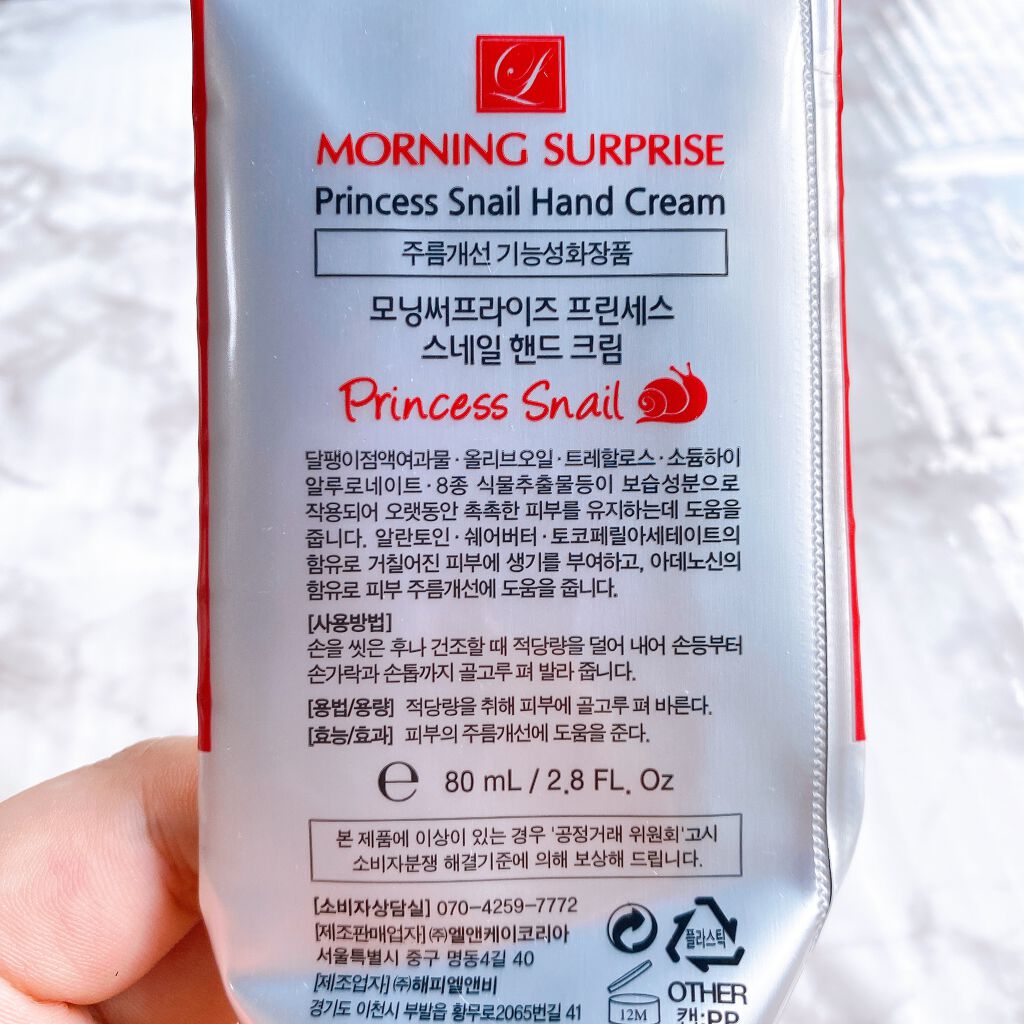 L
MORNING SURPRISE
Princess Snail Hand Cream
주름개선 기능성화장품
모닝써프라이즈 프린세스
스네일 핸드 크림
Princess Snail
달팽이점액여과물·올리브오일·트레할로스·소듐하이
알루로네이트·8종 식물추출물등이 보습성분으로
작용되어 오랫동안 촉촉한 피부를 유지하는데 도움을
줍니다. 알란토인·쉐어버터·토코페릴아세테이트의
함유로 거칠어진 피부에 생기를 부여하고, 아데노신의
함유로 피부 주름개선에 도움을 줍니다.
[사용방법]
손을 씻은 후나 건조할 때 적당량을 덜어 내어 손등부터
손가락과 손톱까지 골고루 펴 발라 줍니다.
[용법/용량] 적당량을 취해 피부에 골고루 펴 바른다.
[효능/효과] 피부의 주름개선에 도움을 준다.
℮ 80 mL / 2.8 FL. Oz
본 제품에 이상이 있는 경우 '공정거래 위원회'고시
소비자분쟁 해결기준에 의해 보상해 드립니다.
[소비자상담실] 070-4259-7772
[제조판매업자] ㈜엘앤케이코리아
서울특별시 중구 명동4길 40
[제조업자] ㈜해피엘앤비
경기도 이천시 부발읍 황무로2065번길 41
플라스틱
OTHER
캡:PP
12M